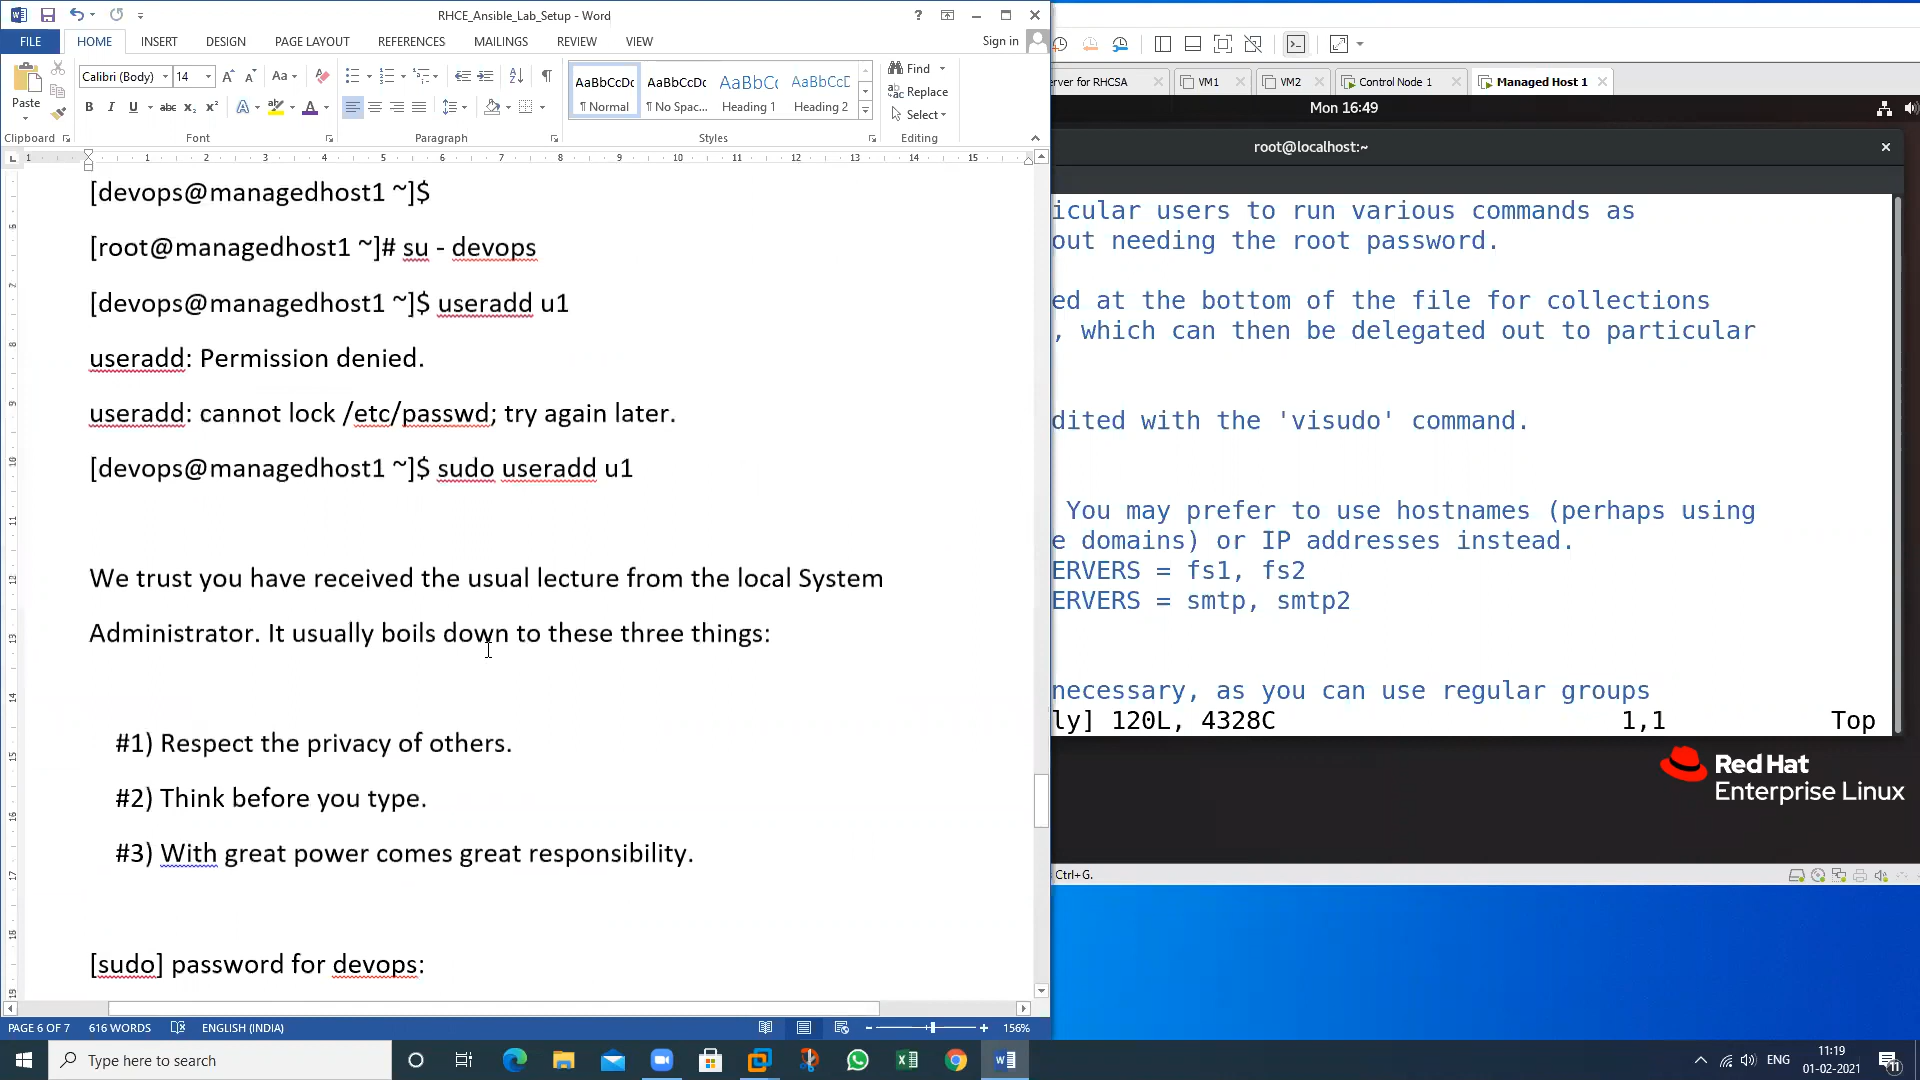 RHCE_Ansible_Lab_Setup - Word
FILE
HOME
INSERT
DESIGN
PAGE LAYOUT
REFERENCES
MAILINGS
REVIEW
VIEW
Sign in
Paste
Calibri (Body)
14
Clipboard
Font
Paragraph
AaBbCcDc
¶ Normal
AaBbCcDc
¶ No Spac...
AaBbCc
Heading 1
AaBbCcD
Heading 2
Styles
Find
Replace
Select
Editing
[devops@managedhost1 ~]$
[root@managedhost1 ~]# su - devops
[devops@managedhost1 ~]$ useradd u1
useradd: Permission denied.
useradd: cannot lock /etc/passwd; try again later.
[devops@managedhost1 ~]$ sudo useradd u1
We trust you have received the usual lecture from the local System
Administrator. It usually boils down to these three things:
#1) Respect the privacy of others.
#2) Think before you type.
#3) With great power comes great responsibility.
[sudo] password for devops:
PAGE 6 OF 7
616 WORDS
ENGLISH (INDIA)
156%
erver for RHCSA
VM1
VM2
Control Node 1
Managed Host 1
Mon 16:49
root@localhost:~
icular users to run various commands as
out needing the root password.
ed at the bottom of the file for collections
, which can then be delegated out to particular
dited with the 'visudo' command.
You may prefer to use hostnames (perhaps using
e domains) or IP addresses instead.
ERVERS = fs1, fs2
ERVERS = smtp, smtp2
necessary, as you can use regular groups
ly] 120L, 4328C 1,1 Top
Red Hat
Enterprise Linux
Ctrl+G.
Type here to search
ENG
11:19
01-02-2021
11